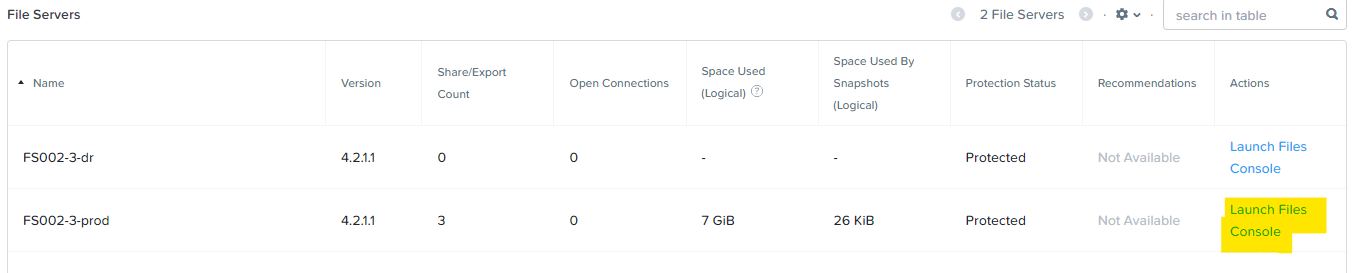 File Servers
2 File Servers
search in table
Name
Version
Share/Export
Count
Open Connections
Space Used
(Logical) ?
Space Used By
Snapshots
(Logical)
Protection Status
Recommendations
Actions
FS002-3-dr
4.2.1.1
0
0
-
-
Protected
Not Available
Launch Files
Console
FS002-3-prod
4.2.1.1
3
0
7 GiB
26 KiB
Protected
Not Available
Launch Files
Console